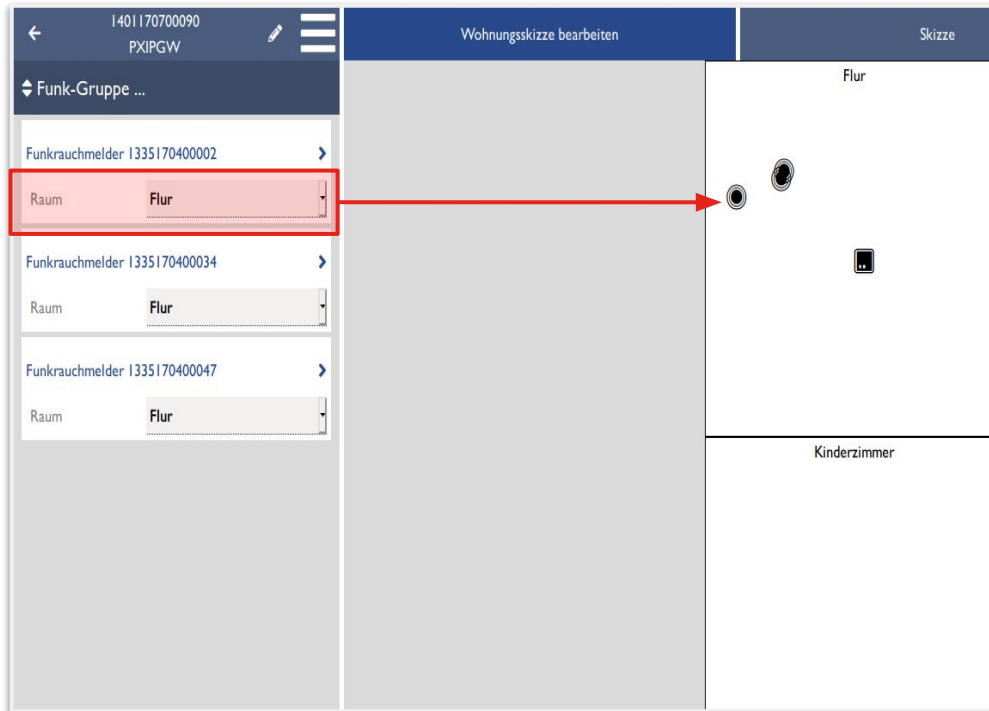 1401170700090
PXIPGW
Wohnungsskizze bearbeiten
Skizze
Funk-Gruppe ...
Funkrauchmelder 1335170400002
Raum Flur
Funkrauchmelder 1335170400034
Raum Flur
Funkrauchmelder 1335170400047
Raum Flur
Flur
Kinderzimmer